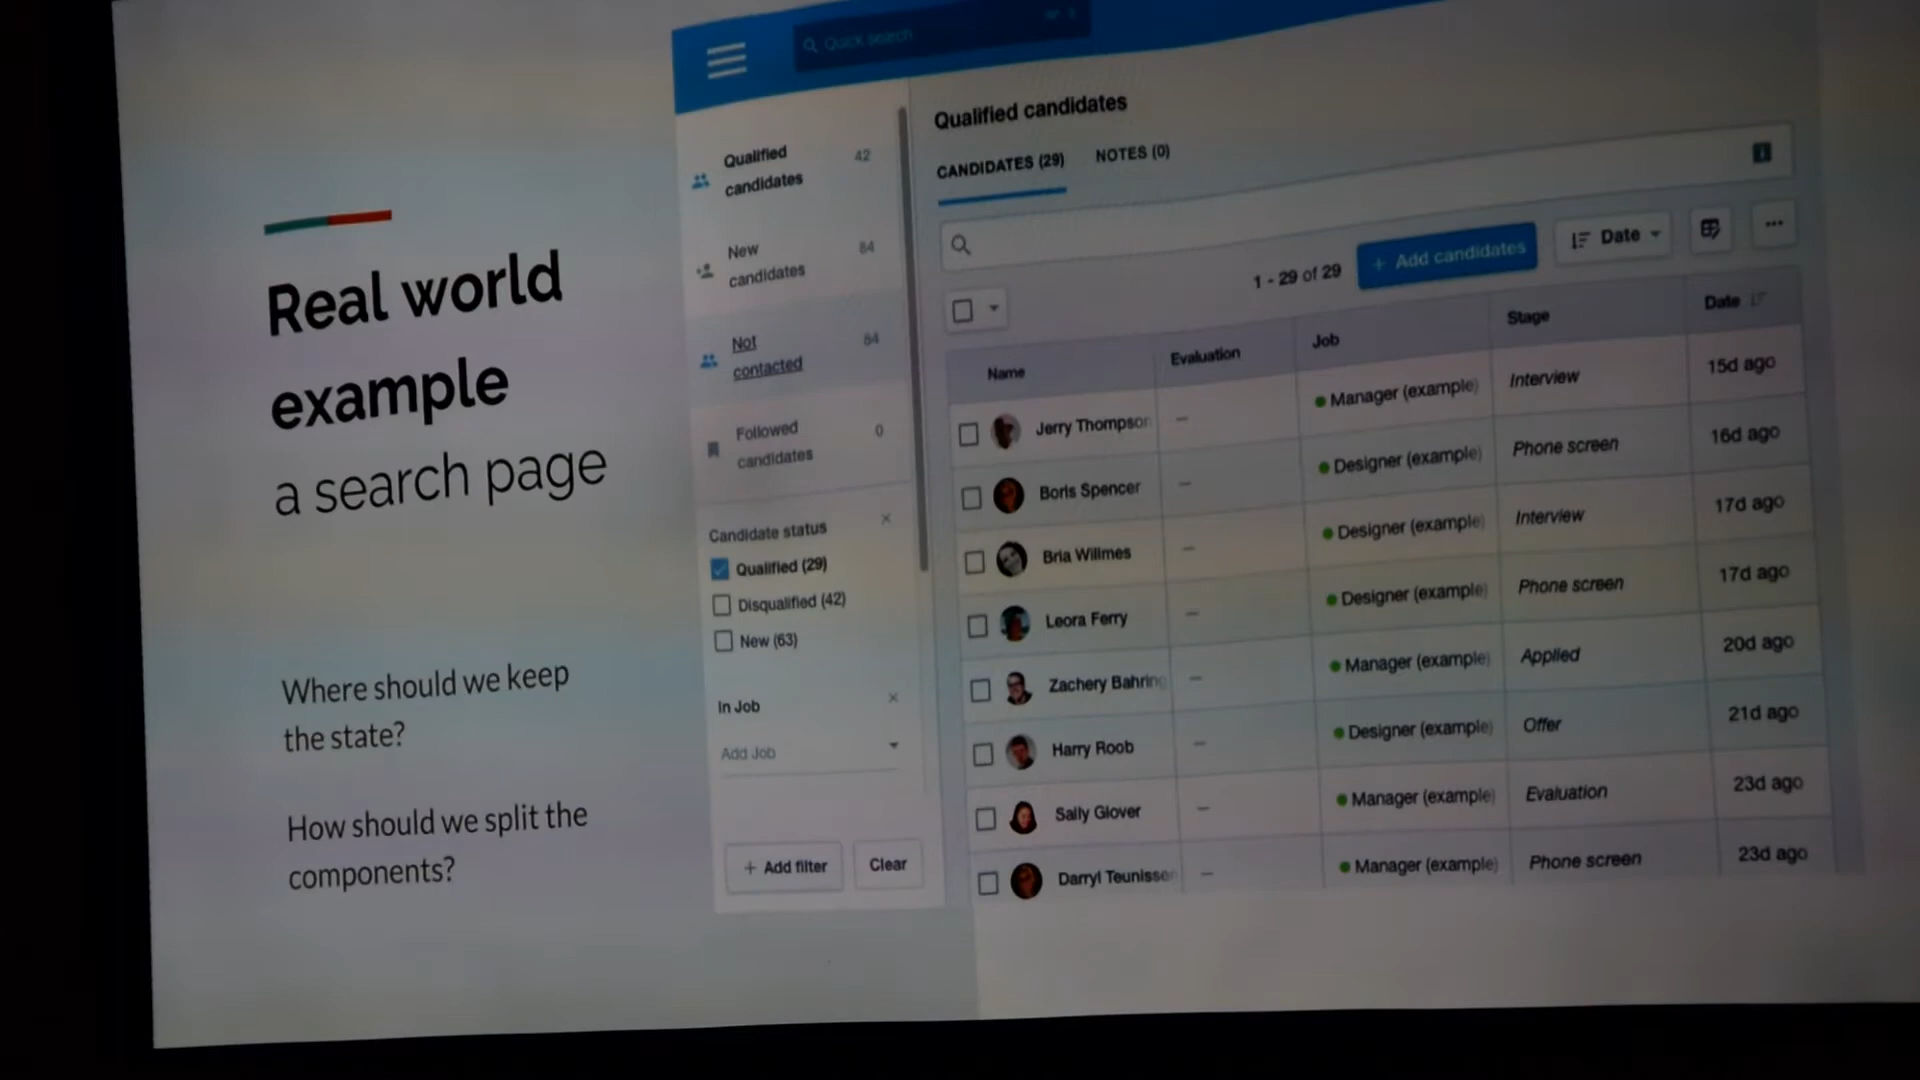 Real world
example
a search page
Where should we keep
the state?
How should we split the
components?
Quick search
Qualified
candidates
42
New
candidates
84
Not
contacted
84
Followed
candidates
0
Candidate status
Qualified (29)
Disqualified (42)
New (63)
In Job
Add Job
+ Add filter
Clear
Qualified candidates
CANDIDATES (29) NOTES (0)
1 - 29 of 29
+ Add candidates
Date
Name Evaluation Job Stage Date
Jerry Thompson — Manager (example) Interview 15d ago
Boris Spencer — Designer (example) Phone screen 16d ago
Bria Willmes — Designer (example) Interview 17d ago
Leora Ferry — Designer (example) Phone screen 17d ago
Zachery Bahring — Manager (example) Applied 20d ago
Harry Roob — Designer (example) Offer 21d ago
Sally Glover — Manager (example) Evaluation 23d ago
Darryl Teunissen — Manager (example) Phone screen 23d ago